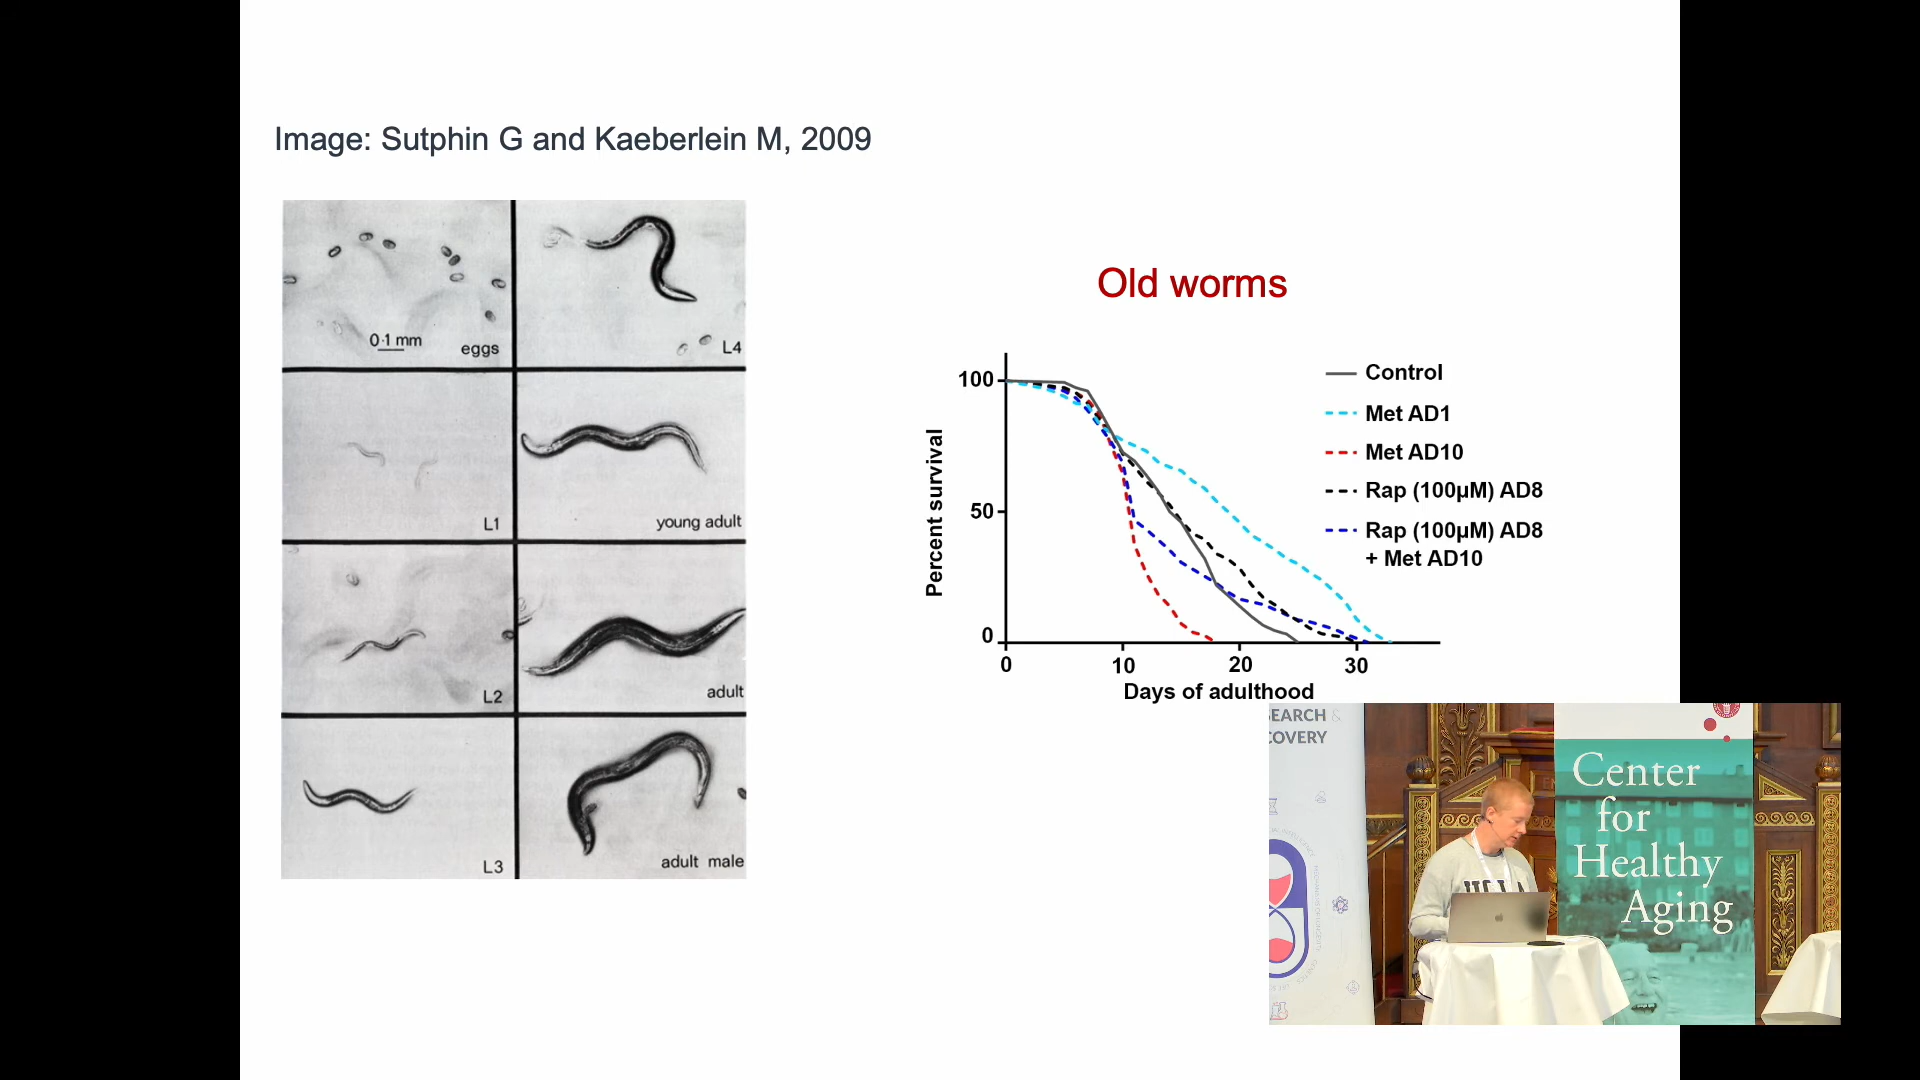 Image: Sutphin G and Kaeberlein M, 2009
0·1 mm
eggs
L4
L1
young adult
L2
adult
L3
adult male
Old worms
Percent survival
100
50
0
0
10
20
30
Days of adulthood
Control
Met AD1
Met AD10
Rap (100µM) AD8
Rap (100µM) AD8
+ Met AD10
EARCH &
COVERY
Center
for
Healthy
Aging